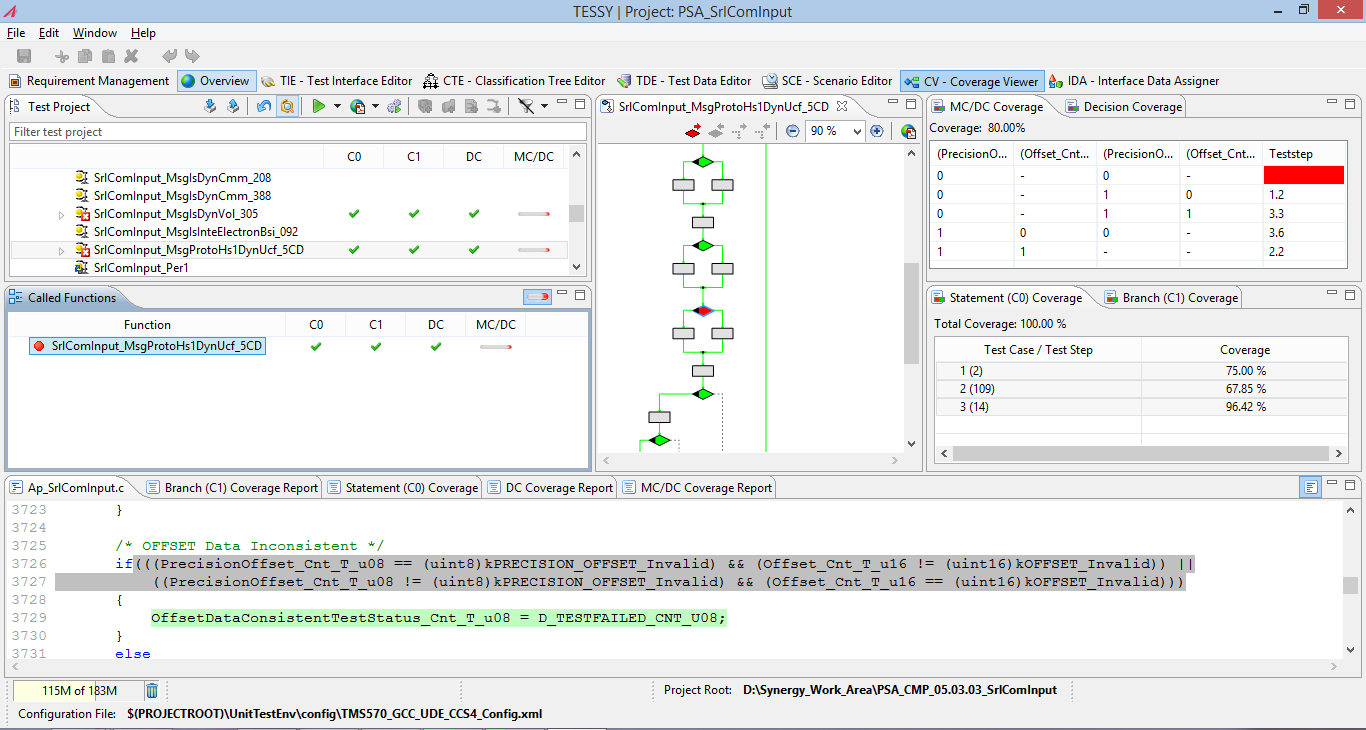 TESSY | Project: PSA_SrlComInput
File Edit Window Help
Requirement Management Overview TIE - Test Interface Editor CTE - Classification Tree Editor TDE - Test Data Editor SCE - Scenario Editor CV - Coverage Viewer IDA - Interface Data Assigner
Test Project
Filter test project
C0 C1 DC MC/DC
SrlComInput_MsgIsDynCmm_208
SrlComInput_MsgIsDynCmm_388
SrlComInput_MsgIsDynVol_305
SrlComInput_MsgIsInteElectronBsi_092
SrlComInput_MsgProtoHs1DynUcf_5CD
SrlComInput_Per1
Called Functions
Function C0 C1 DC MC/DC
SrlComInput_MsgProtoHs1DynUcf_5CD
SrlComInput_MsgProtoHs1DynUcf_5CD
90 %
MC/DC Coverage Decision Coverage
Coverage: 80.00%
(PrecisionO... (Offset_Cnt... (PrecisionO... (Offset_Cnt... Teststep
0 - 0 -
0 - 1 0 1.2
0 - 1 1 3.3
1 0 0 - 3.6
1 1 - - 2.2
Statement (C0) Coverage Branch (C1) Coverage
Total Coverage: 100.00 %
Test Case / Test Step Coverage
1 (2) 75.00 %
2 (109) 67.85 %
3 (14) 96.42 %
Ap_SrlComInput.c Branch (C1) Coverage Report Statement (C0) Coverage DC Coverage Report MC/DC Coverage Report
3723 }
3724
3725 /* OFFSET Data Inconsistent */
3726 if(((PrecisionOffset_Cnt_T_u08 == (uint8)kPRECISION_OFFSET_Invalid) && (Offset_Cnt_T_u16 != (uint16)kOFFSET_Invalid)) ||
3727 ((PrecisionOffset_Cnt_T_u08 != (uint8)kPRECISION_OFFSET_Invalid) && (Offset_Cnt_T_u16 == (uint16)kOFFSET_Invalid)))
3728 {
3729 OffsetDataConsistentTestStatus_Cnt_T_u08 = D_TESTFAILED_CNT_U08;
3730 }
3731 else
115M of 183M
Project Root: D:\Synergy_Work_Area\PSA_CMP_05.03.03_SrlComInput
Configuration File: $(PROJECTROOT)\UnitTestEnv\config\TMS570_GCC_UDE_CCS4_Config.xml